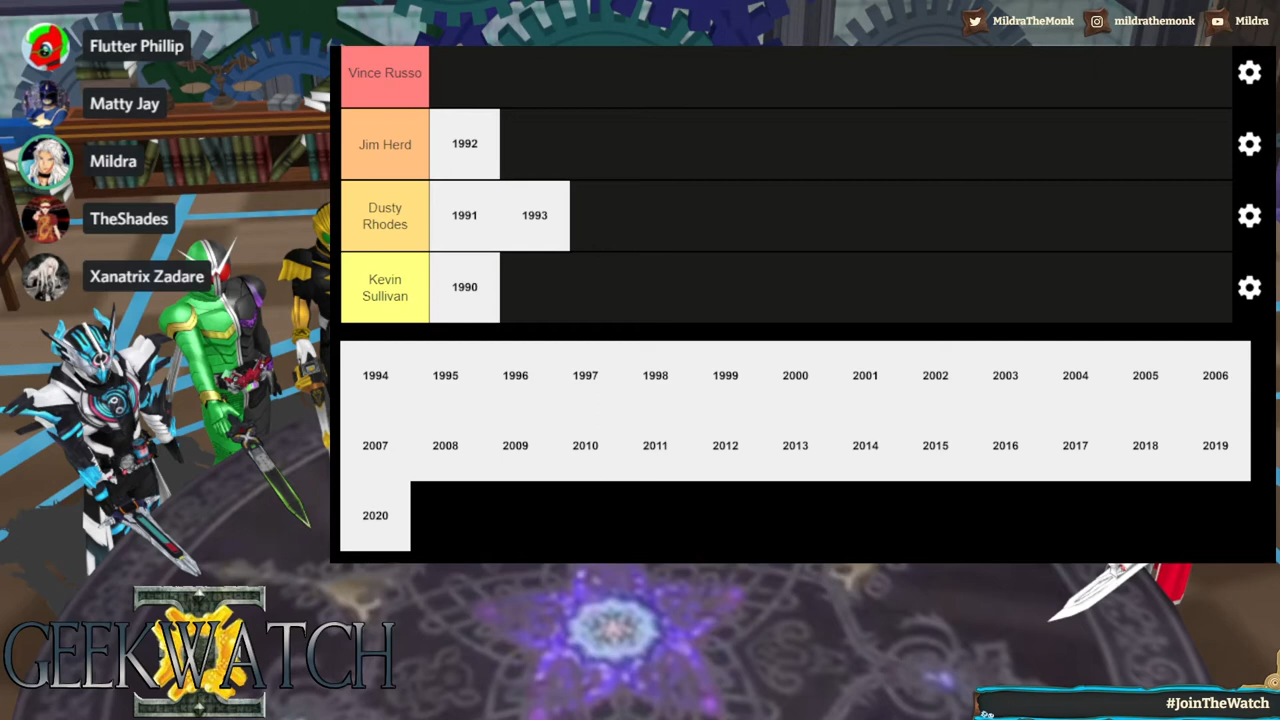 MildraTheMonk mildrathemonk Mildra
Flutter Phillip
Matty Jay
Mildra
TheShades
Xanatrix Zadare
Vince Russo
Jim Herd 1992
Dusty
Rhodes
1991 1993
Kevin
Sullivan
1990
1994 1995 1996 1997 1998 1999 2000 2001 2002 2003 2004 2005 2006
2007 2008 2009 2010 2011 2012 2013 2014 2015 2016 2017 2018 2019
2020
GEEKWATCH
#JoinTheWatch